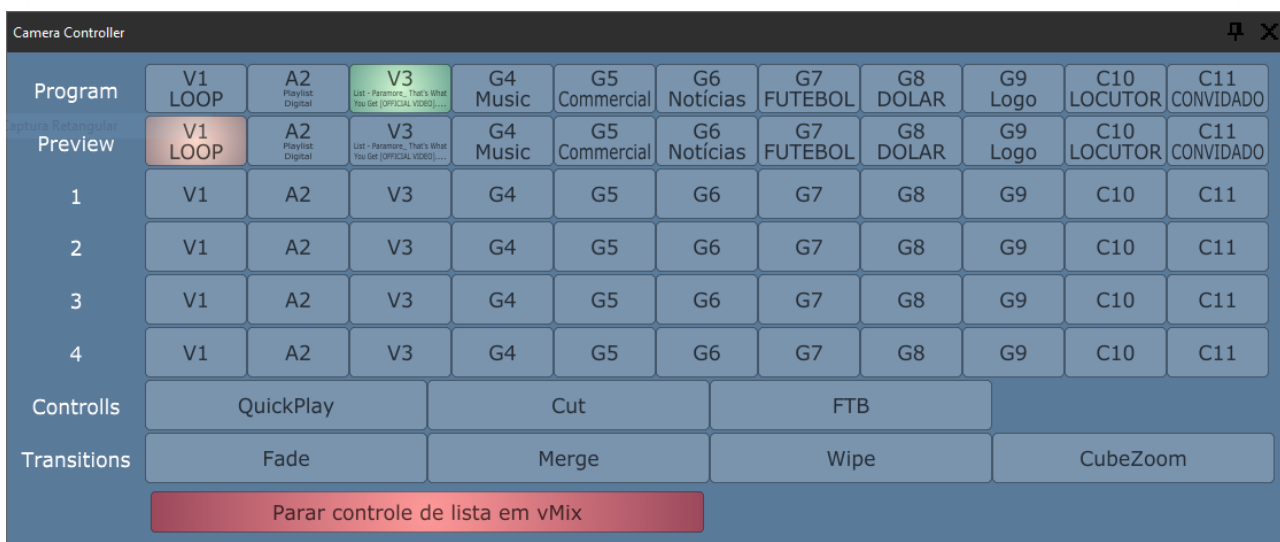 Camera Controller
Program
V1
LOOP
A2
Playlist
Digital
V3
List - Paramore_ That's What
You Get [OFFICIAL VIDEO]....
G4
Music
G5
Commercial
G6
Notícias
G7
FUTEBOL
G8
DOLAR
G9
Logo
C10
LOCUTOR
C11
CONVIDADO
aptura Retangular
Preview
V1
LOOP
A2
Playlist
Digital
V3
List - Paramore_ That's What
You Get [OFFICIAL VIDEO]....
G4
Music
G5
Commercial
G6
Notícias
G7
FUTEBOL
G8
DOLAR
G9
Logo
C10
LOCUTOR
C11
CONVIDADO
1 V1 A2 V3 G4 G5 G6 G7 G8 G9 C10 C11
2 V1 A2 V3 G4 G5 G6 G7 G8 G9 C10 C11
3 V1 A2 V3 G4 G5 G6 G7 G8 G9 C10 C11
4 V1 A2 V3 G4 G5 G6 G7 G8 G9 C10 C11
Controlls QuickPlay Cut FTB
Transitions Fade Merge Wipe CubeZoom
Parar controle de lista em vMix